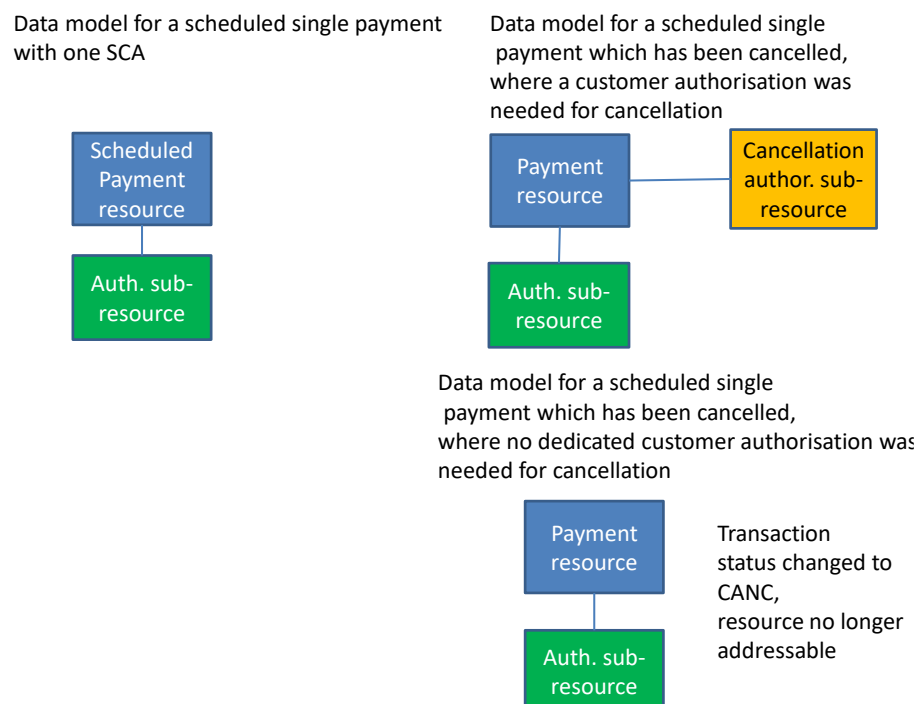 Data model for a scheduled single payment
with one SCA
Scheduled
Payment
resource
Auth. sub-
resource
Data model for a scheduled single
payment which has been cancelled,
where a customer authorisation was
needed for cancellation
Payment
resource
Cancellation
author. sub-
resource
Auth. sub-
resource
Data model for a scheduled single
payment which has been cancelled,
where no dedicated customer authorisation was
needed for cancellation
Payment
resource
Auth. sub-
resource
Transaction
status changed to
CANC,
resource no longer
addressable